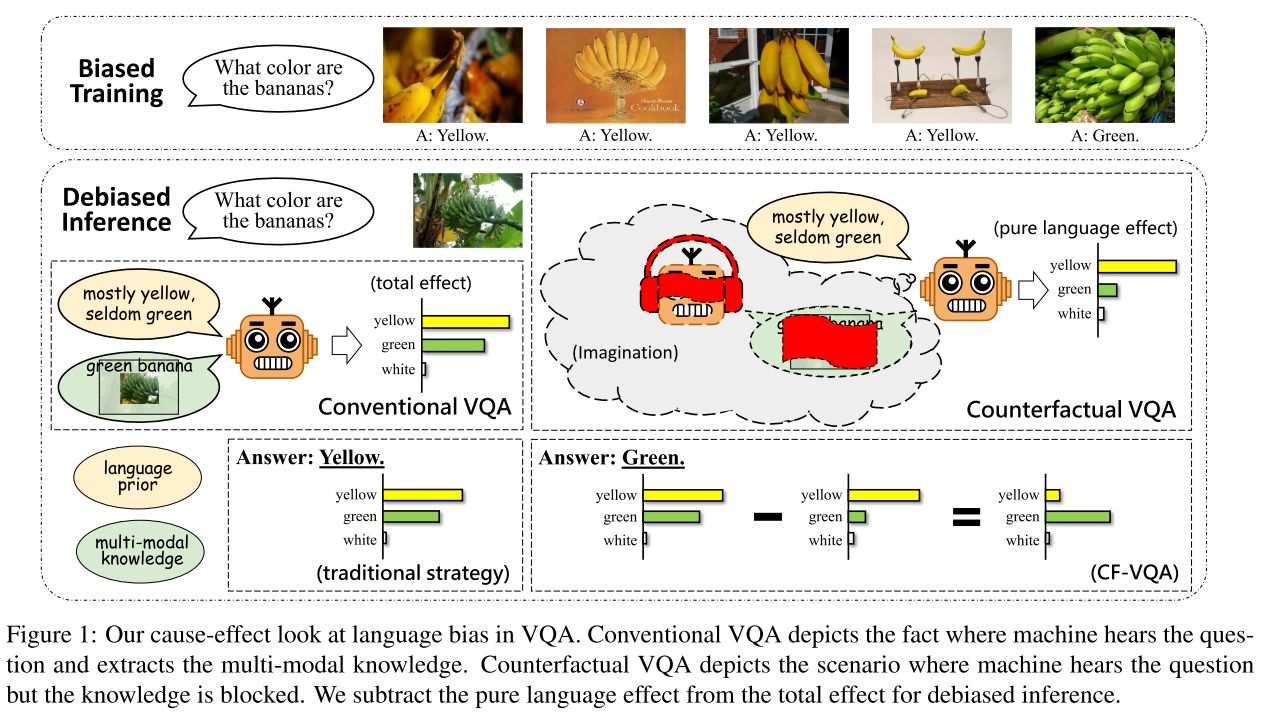 Biased
Training
What color are
the bananas?
Cookbook
A: Yellow.
A: Yellow.
A: Yellow.
A: Yellow.
A: Green.
Debiased
Inference
What color are
the bananas?
mostly yellow,
seldom green
green banana
(total effect)
yellow
green
white
Conventional VQA
(Imagination)
mostly yellow,
seldom green
(pure language effect)
yellow
green
white
Counterfactual VQA
language
prior
multi-modal
knowledge
Answer: Yellow.
yellow
green
white
(traditional strategy)
Answer: Green.
yellow
green
white
yellow
green
white
yellow
green
white
(CF-VQA)
Figure 1: Our cause-effect look at language bias in VQA. Conventional VQA depicts the fact where machine hears the ques-
tion and extracts the multi-modal knowledge. Counterfactual VQA depicts the scenario where machine hears the question
but the knowledge is blocked. We subtract the pure language effect from the total effect for debiased inference.